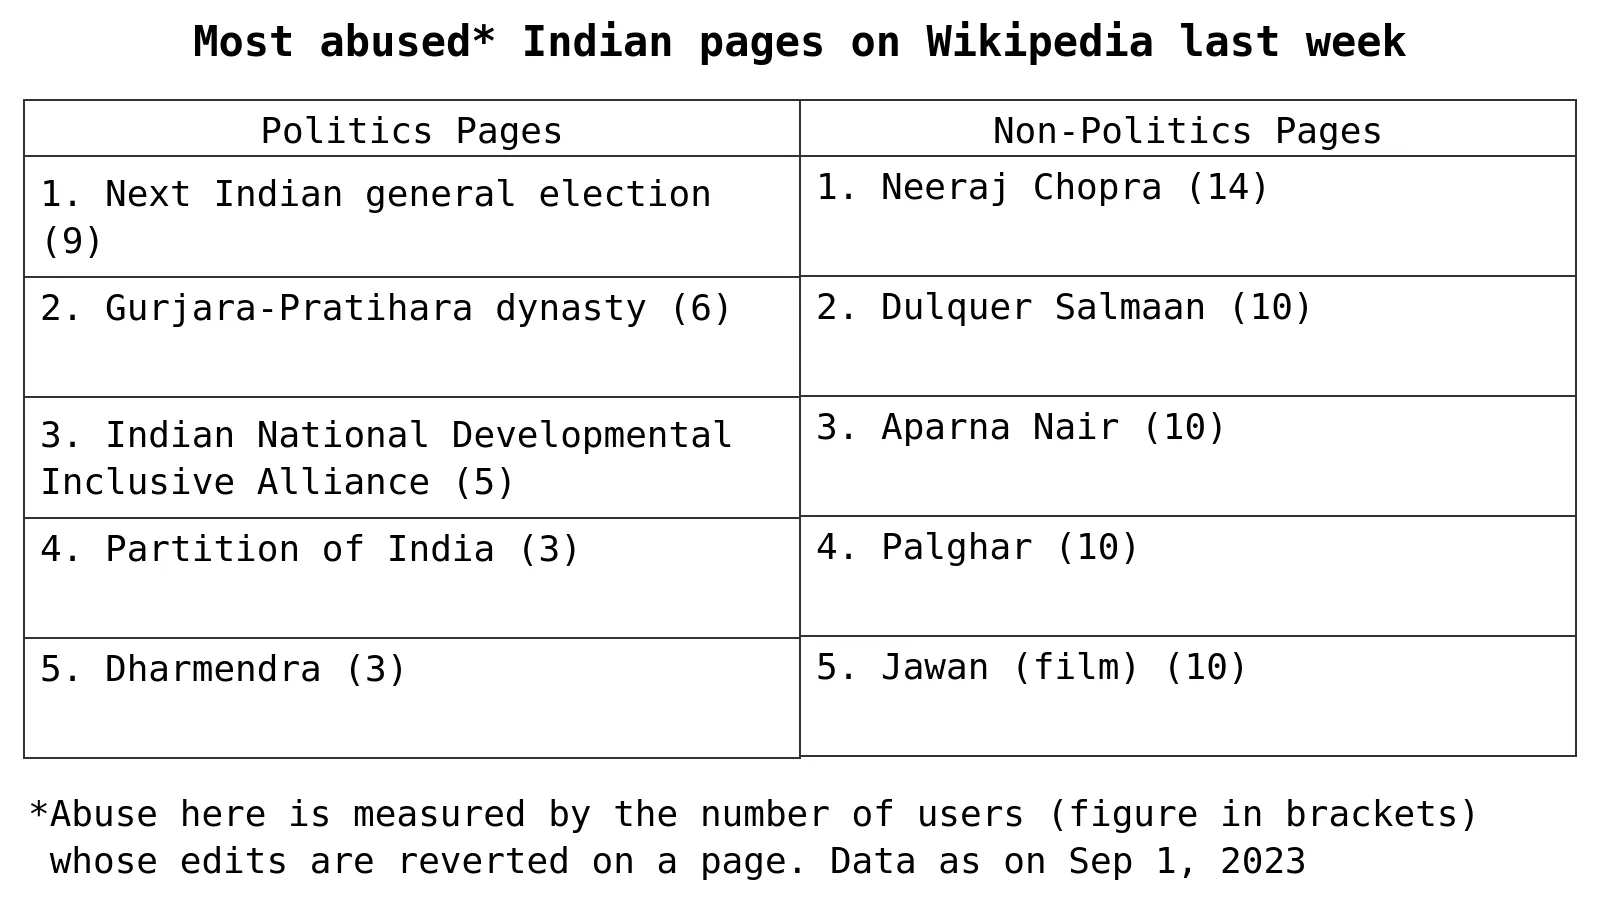 Most abused* Indian pages on Wikipedia last week
Politics Pages
1. Next Indian general election
(9)
2. Gurjara-Pratihara dynasty (6)
3. Indian National Developmental
Inclusive Alliance (5)
4. Partition of India (3)
5. Dharmendra (3)
Non-Politics Pages
1. Neeraj Chopra (14)
2. Dulquer Salmaan (10)
3. Aparna Nair (10)
4. Palghar (10)
5. Jawan (film) (10)
*Abuse here is measured by the number of users (figure in brackets)
whose edits are reverted on a page. Data as on Sep 1, 2023